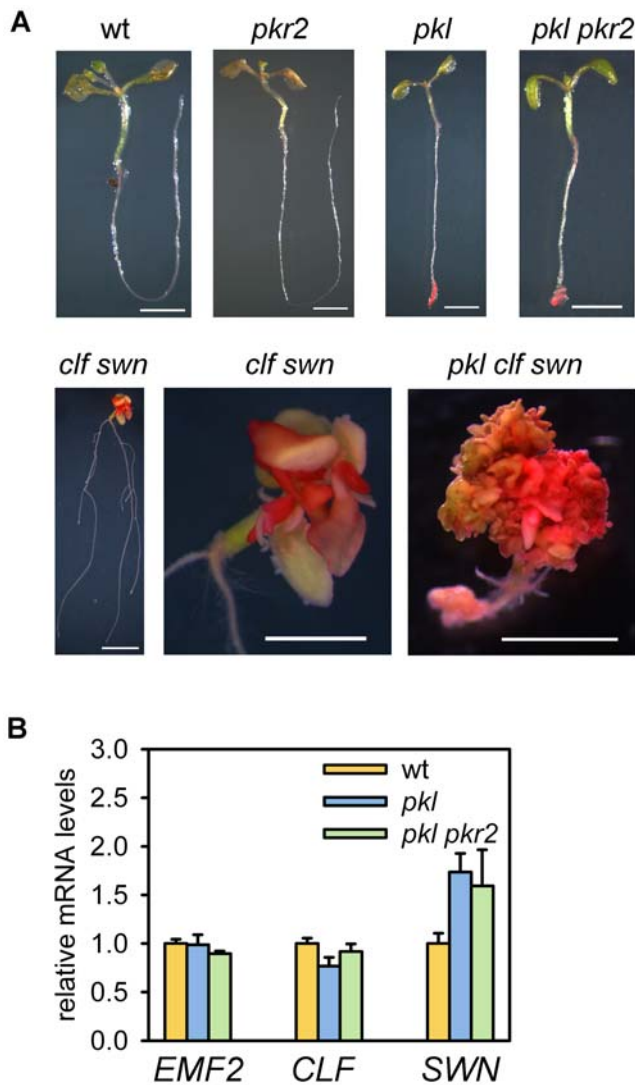 A
wt pkr2 pkl pkl pkr2
clf swn clf swn pkl clf swn
B
3.0
2.5
2.0
1.5
1.0
0.5
0.0
relative mRNA levels
wt
pkl
pkl pkr2
EMF2 CLF SWN